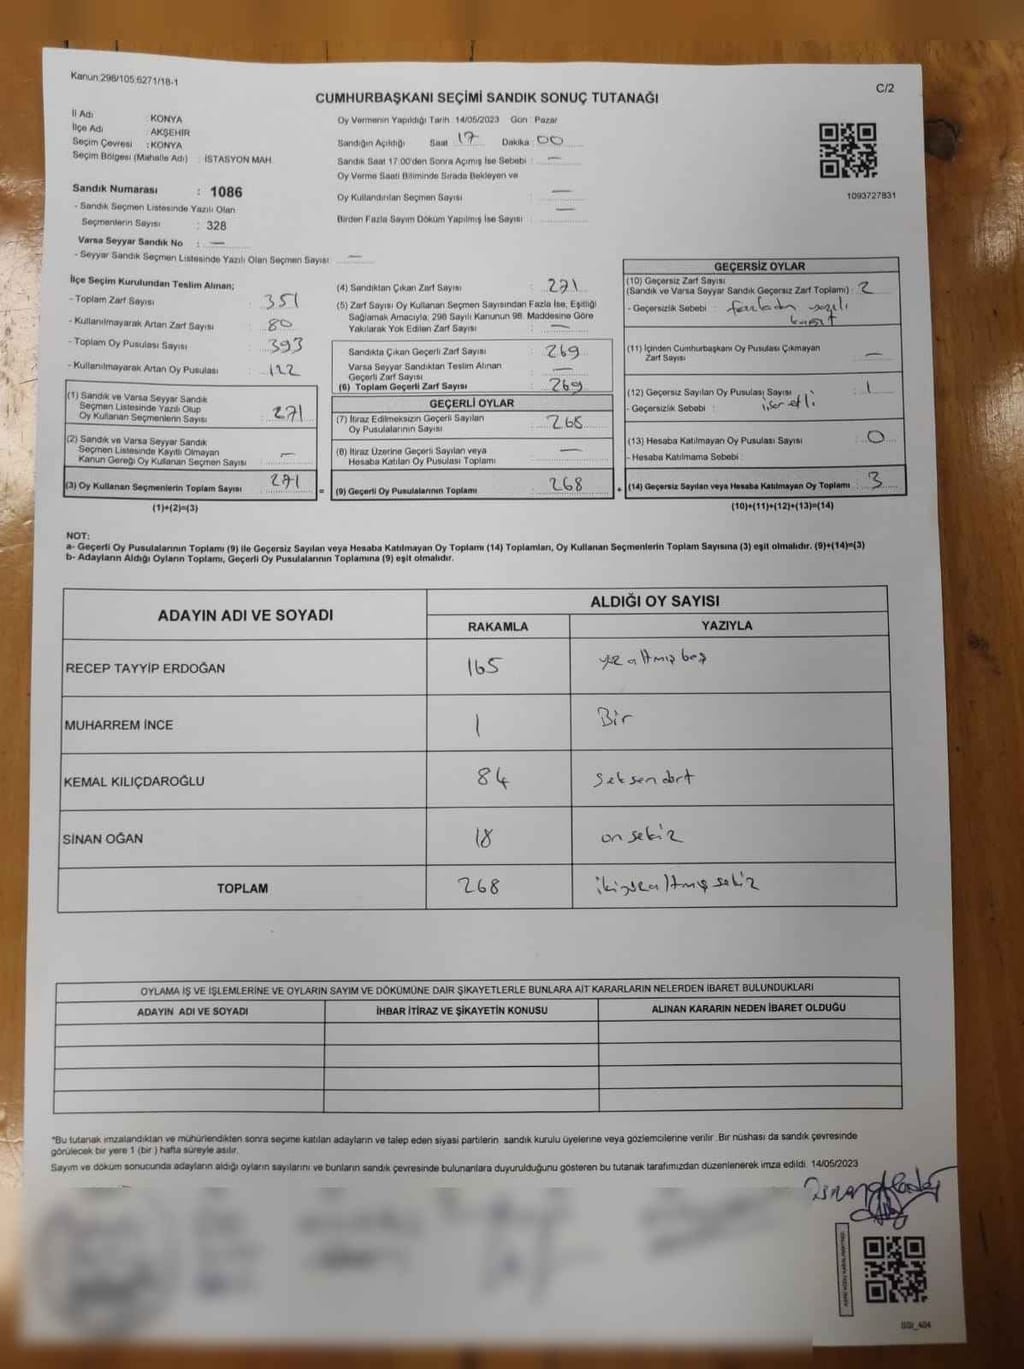 Kanun:298/105.6271/18-1
C/2
CUMHURBAŞKANI SEÇİMİ SANDIK SONUÇ TUTANAĞI
İl Adı KONYA
İlçe Adı AKŞEHİR
Seçim Çevresi : KONYA
Seçim Bölgesi (Mahalle Adı) : İSTASYON MAH.
Sandık Numarası : 1086
- Sandık Seçmen Listesinde Yazılı Olan
Seçmenlerin Sayısı : 328
Varsa Seyyar Sandık No : —
- Seyyar Sandık Seçmen Listesinde Yazılı Olan Seçmen Sayısı : —
Oy Vermenin Yapıldığı Tarih 14/05/2023 Gün : Pazar
Sandığın Açıldığı Saat 17 Dakika : 00
Sandık Saat 17.00'den Sonra Açılmış İse Sebebi : —
Oy Verme Saati Bitiminde Sırada Bekleyen ve
Oy Kullandırılan Seçmen Sayısı : —
Birden Fazla Sayım Döküm Yapılmış İse Sayısı : —
1093727831
İlçe Seçim Kurulundan Teslim Alınan;
- Toplam Zarf Sayısı : 351
- Kullanılmayarak Artan Zarf Sayısı : 80
- Toplam Oy Pusulası Sayısı : 393
- Kullanılmayarak Artan Oy Pusulası : 122
(1) Sandık ve Varsa Seyyar Sandık
Seçmen Listesinde Yazılı Olup
Oy Kullanan Seçmenlerin Sayısı : 271
(2) Sandık ve Varsa Seyyar Sandık
Seçmen Listesinde Kayıtlı Olmayan
Kanun Gereği Oy Kullanan Seçmen Sayısı : —
(3) Oy Kullanan Seçmenlerin Toplam Sayısı : 271
(1)+(2)=(3)
(4) Sandıktan Çıkan Zarf Sayısı : 271
(5) Zarf Sayısı Oy Kullanan Seçmen Sayısından Fazla İse, Eşitliği
Sağlamak Amacıyla; 298 Sayılı Kanunun 98. Maddesine Göre
Yakılarak Yok Edilen Zarf Sayısı : —
Sandıkta Çıkan Geçerli Zarf Sayısı : 269
Varsa Seyyar Sandıktan Teslim Alınan
Geçerli Zarf Sayısı : —
(6) Toplam Geçerli Zarf Sayısı : 269
GEÇERLİ OYLAR
(7) İtiraz Edilmeksizin Geçerli Sayılan
Oy Pusulalarının Sayısı : 268
(8) İtiraz Üzerine Geçerli Sayılan veya
Hesaba Katılan Oy Pusulası Toplamı : —
= (9) Geçerli Oy Pusulalarının Toplamı : 268
GEÇERSİZ OYLAR
(10) Geçersiz Zarf Sayısı
(Sandık ve Varsa Seyyar Sandık Geçersiz Zarf Toplamı) : 2
- Geçersizlik Sebebi : fazladan yazılı
(11) İçinden Cumhurbaşkanı Oy Pusulası Çıkmayan
Zarf Sayısı : —
(12) Geçersiz Sayılan Oy Pusulası Sayısı : 1
- Geçersizlik Sebebi : işaretli
(13) Hesaba Katılmayan Oy Pusulası Sayısı : 0
- Hesaba Katılmama Sebebi :
+ (14) Geçersiz Sayılan veya Hesaba Katılmayan Oy Toplamı : 3
(10)+(11)+(12)+(13)=(14)
NOT:
a- Geçerli Oy Pusulalarının Toplamı (9) ile Geçersiz Sayılan veya Hesaba Katılmayan Oy Toplamı (14) Toplamları, Oy Kullanan Seçmenlerin Toplam Sayısına (3) eşit olmalıdır. (9)+(14)=(3)
b- Adayların Aldığı Oyların Toplamı, Geçerli Oy Pusulalarının Toplamına (9) eşit olmalıdır.
ADAYIN ADI VE SOYADI ALDIĞI OY SAYISI
RAKAMLA YAZIYLA
RECEP TAYYİP ERDOĞAN 165 yüzaltmışbeş
MUHARREM İNCE 1 Bir
KEMAL KILIÇDAROĞLU 84 seksendört
SİNAN OĞAN 18 onsekiz
TOPLAM 268 ikiyüzaltmışsekiz
OYLAMA İŞ VE İŞLEMLERİNE VE OYLARIN SAYIM VE DÖKÜMÜNE DAİR ŞİKAYETLERLE BUNLARA AİT KARARLARIN NELERDEN İBARET BULUNDUKLARI
ADAYIN ADI VE SOYADI İHBAR İTİRAZ VE ŞİKAYETİN KONUSU ALINAN KARARIN NEDEN İBARET OLDUĞU
*Bu tutanak imzalandıktan ve mühürlendikten sonra seçime katılan adayların ve talep eden siyasi partilerin sandık kurulu üyelerine veya gözlemcilerine verilir. Bir nüshası da sandık çevresinde
görülecek bir yere 1 (bir) hafta süreyle asılır.
Sayım ve döküm sonucunda adayların aldığı oyların sayılarını ve bunların sandık çevresinde bulunanlara duyurulduğunu gösteren bu tutanak tarafımızdan düzenlenerek imza edildi. 14/05/2023